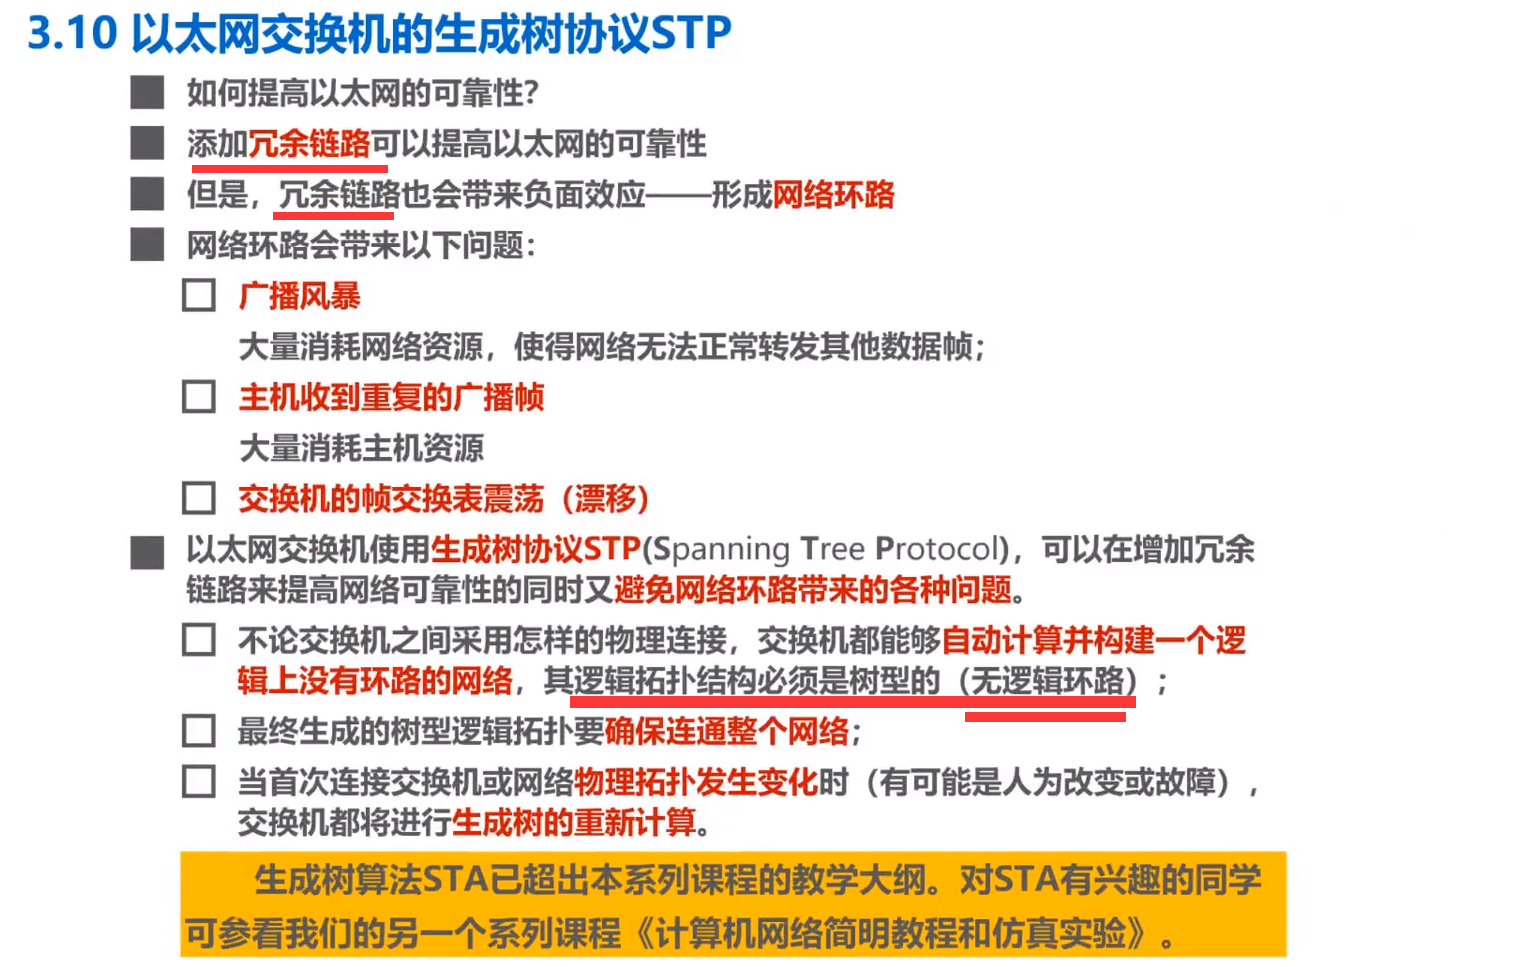 3.10 以太网交换机的生成树协议STP
如何提高以太网的可靠性?
添加冗余链路可以提高以太网的可靠性
但是，冗余链路也会带来负面效应——形成网络环路
网络环路会带来以下问题：
广播风暴
大量消耗网络资源，使得网络无法正常转发其他数据帧；
主机收到重复的广播帧
大量消耗主机资源
交换机的帧交换表震荡（漂移）
以太网交换机使用生成树协议STP(Spanning Tree Protocol)，可以在增加冗余
链路来提高网络可靠性的同时又避免网络环路带来的各种问题。
不论交换机之间采用怎样的物理连接，交换机都能够自动计算并构建一个逻
辑上没有环路的网络，其逻辑拓扑结构必须是树型的（无逻辑环路）；
最终生成的树型逻辑拓扑要确保连通整个网络；
当首次连接交换机或网络物理拓扑发生变化时（有可能是人为改变或故障），
交换机都将进行生成树的重新计算。
生成树算法STA已超出本系列课程的教学大纲。对STA有兴趣的同学
可参看我们的另一个系列课程《计算机网络简明教程和仿真实验》。